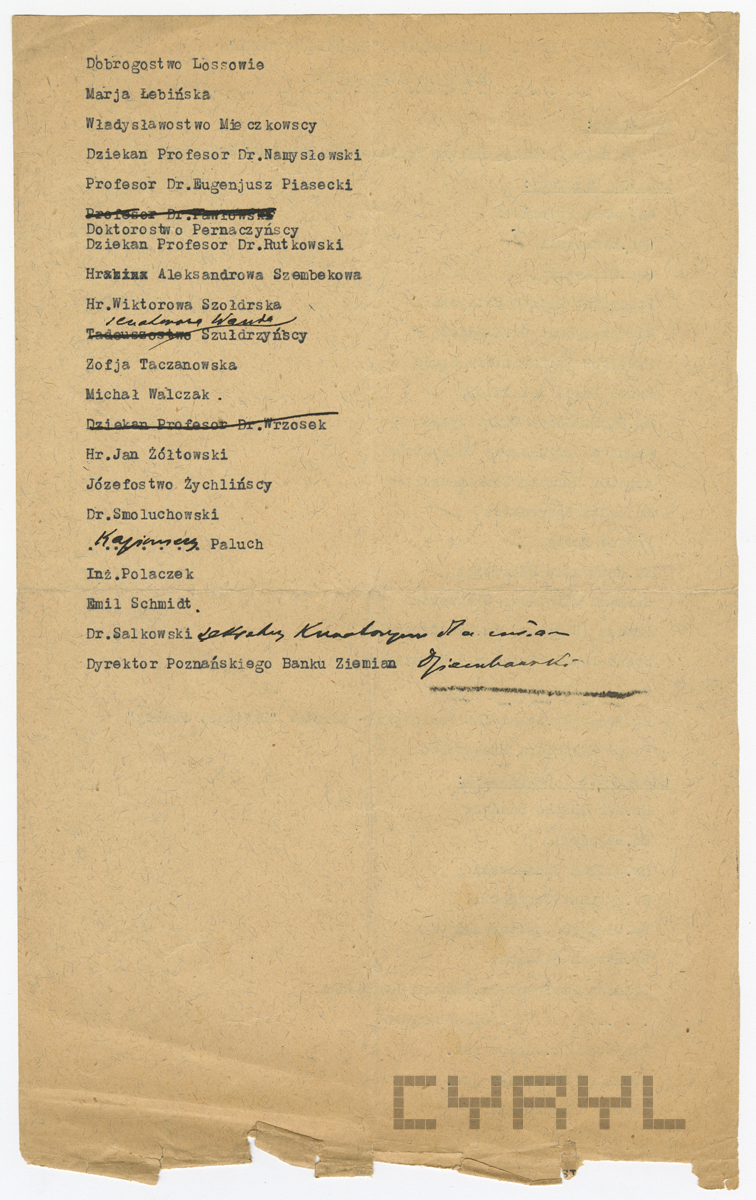 Dobrogostwo Lossowie
Marja Łebińska
Władysławostwo Mieczkowscy
Dziekan Profesor Dr.Namysłowski
Profesor Dr.Eugenjusz Piasecki
Profesor Dr.Pawłowski
Doktorostwo Pernaczyńscy
Dziekan Profesor Dr.Rutkowski
Hr Aleksandrowa Szembekowa
Hr.Wiktorowa Szołdrska
senatorowa Wanda
Tadeuszostwo Szułdrzyńscy
Zofja Taczanowska
Michał Walczak.
Dziekan Profesor Dr.Wrzosek
Hr.Jan Żółtowski
Józefostwo Żychlińscy
Dr.Smoluchowski
Kazimierz Paluch
Inż.Polaczek
Emil Schmidt.
Dr.Salkowski
Dyrektor Poznańskiego Banku Ziemian
CYRYL